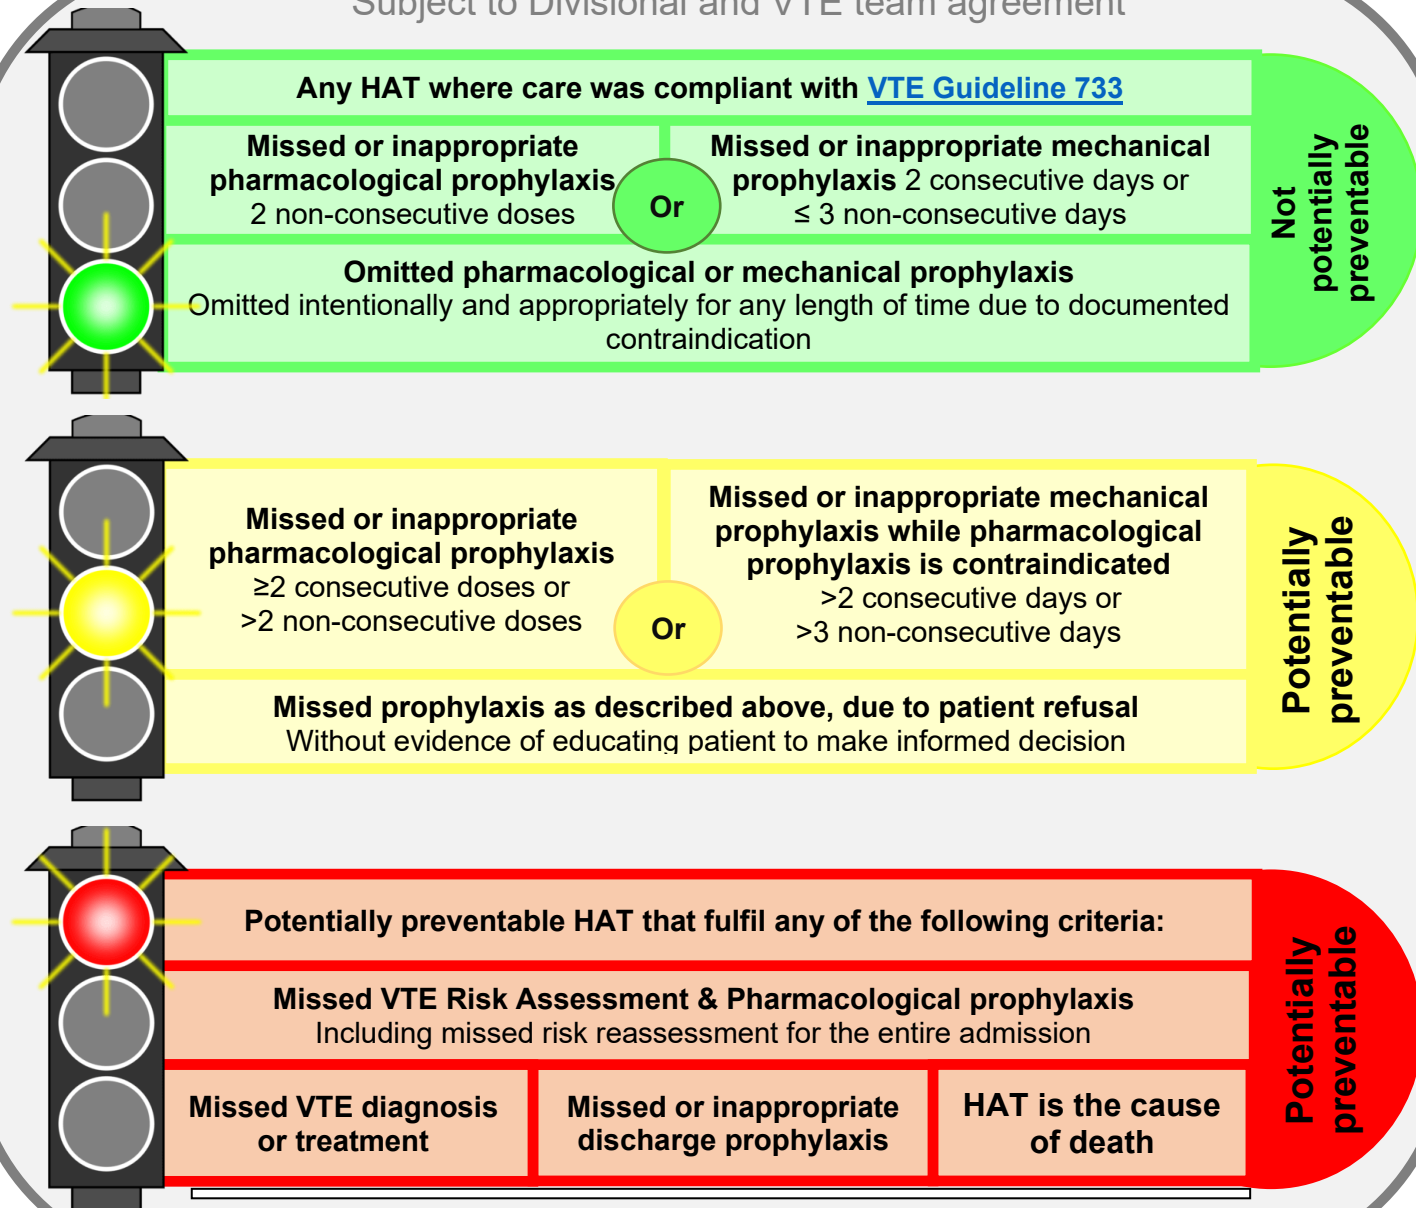 Subject to Divisional and VTE team agreement
Any HAT where care was compliant with VTE Guideline 733
Missed or inappropriate
pharmacological prophylaxis
2 non-consecutive doses
Or
Missed or inappropriate mechanical
prophylaxis 2 consecutive days or
≤ 3 non-consecutive days
Omitted pharmacological or mechanical prophylaxis
Omitted intentionally and appropriately for any length of time due to documented
contraindication
Not
potentially
preventable
Missed or inappropriate
pharmacological prophylaxis
≥2 consecutive doses or
>2 non-consecutive doses
Or
Missed or inappropriate mechanical
prophylaxis while pharmacological
prophylaxis is contraindicated
>2 consecutive days or
>3 non-consecutive days
Missed prophylaxis as described above, due to patient refusal
Without evidence of educating patient to make informed decision
Potentially
preventable
Potentially preventable HAT that fulfil any of the following criteria:
Missed VTE Risk Assessment & Pharmacological prophylaxis
Including missed risk reassessment for the entire admission
Missed VTE diagnosis
or treatment
Missed or inappropriate
discharge prophylaxis
HAT is the cause
of death
Potentially
preventable